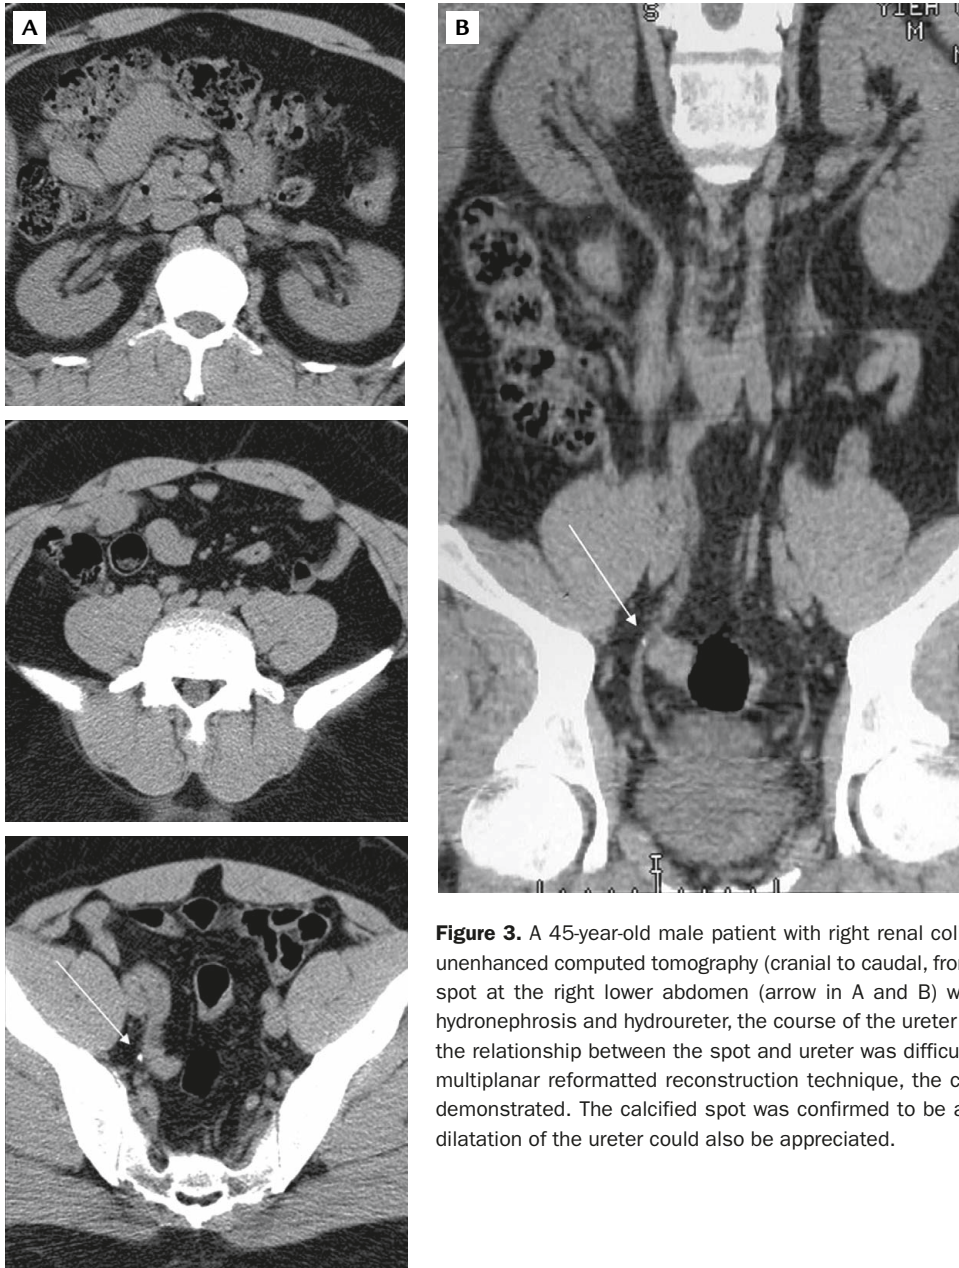 A
B
S
YIEH
M
I
Figure 3. A 45-year-old male patient with right renal col
unenhanced computed tomography (cranial to caudal, fro
spot at the right lower abdomen (arrow in A and B) w
hydronephrosis and hydroureter, the course of the ureter
the relationship between the spot and ureter was difficu
multiplanar reformatted reconstruction technique, the c
demonstrated. The calcified spot was confirmed to be a
dilatation of the ureter could also be appreciated.